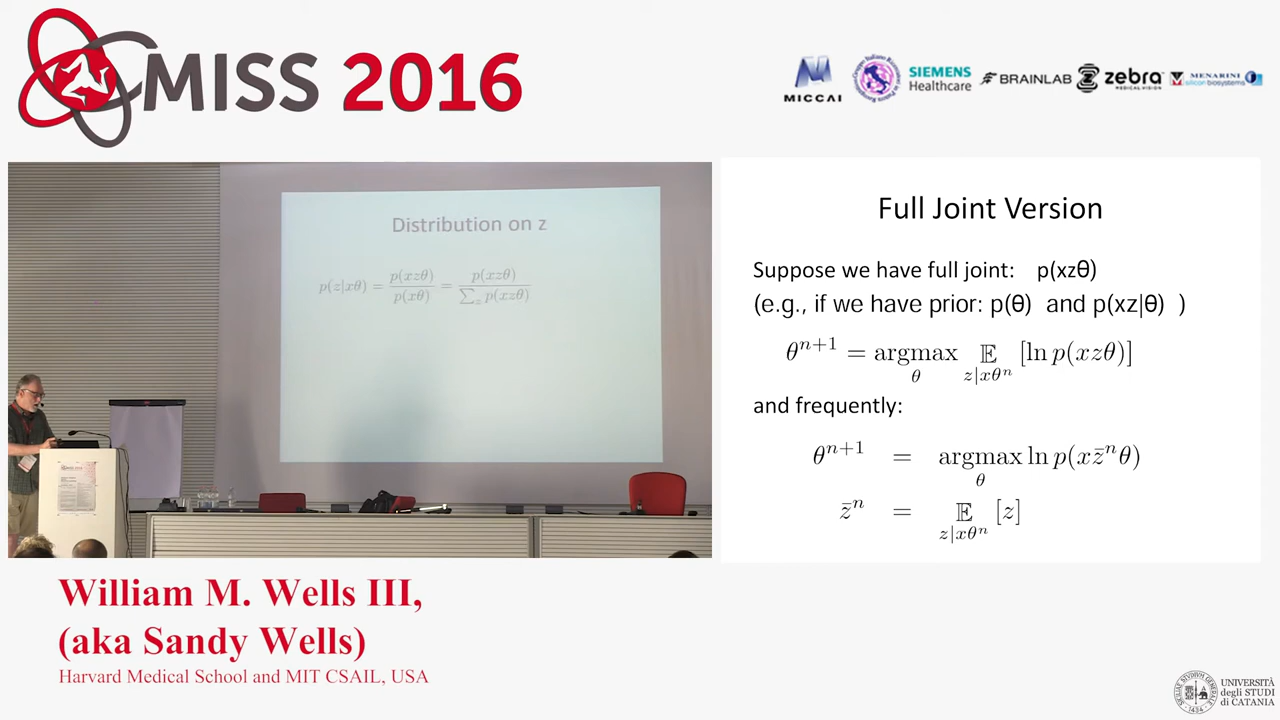 MISS 2016
MICCAI
SIEMENS
Healthcare
BRAINLAB
zebra
MEDICAL VISION
MENARINI
silicon biosystems
Distribution on z
p(z|xθ) = p(xzθ) / p(xθ) = p(xzθ) / ∑_z p(xzθ)
MISS 2016
Full Joint Version
Suppose we have full joint: p(xzθ)
(e.g., if we have prior: p(θ) and p(xz|θ) )
θ^{n+1} = argmax_θ 𝔼_{z|xθ^n} [ln p(xzθ)]
and frequently:
θ^{n+1} = argmax_θ ln p(x z̄^n θ)
z̄^n = 𝔼_{z|xθ^n} [z]
William M. Wells III,
(aka Sandy Wells)
Harvard Medical School and MIT CSAIL, USA
UNIVERSITÀ
degli STUDI
di CATANIA